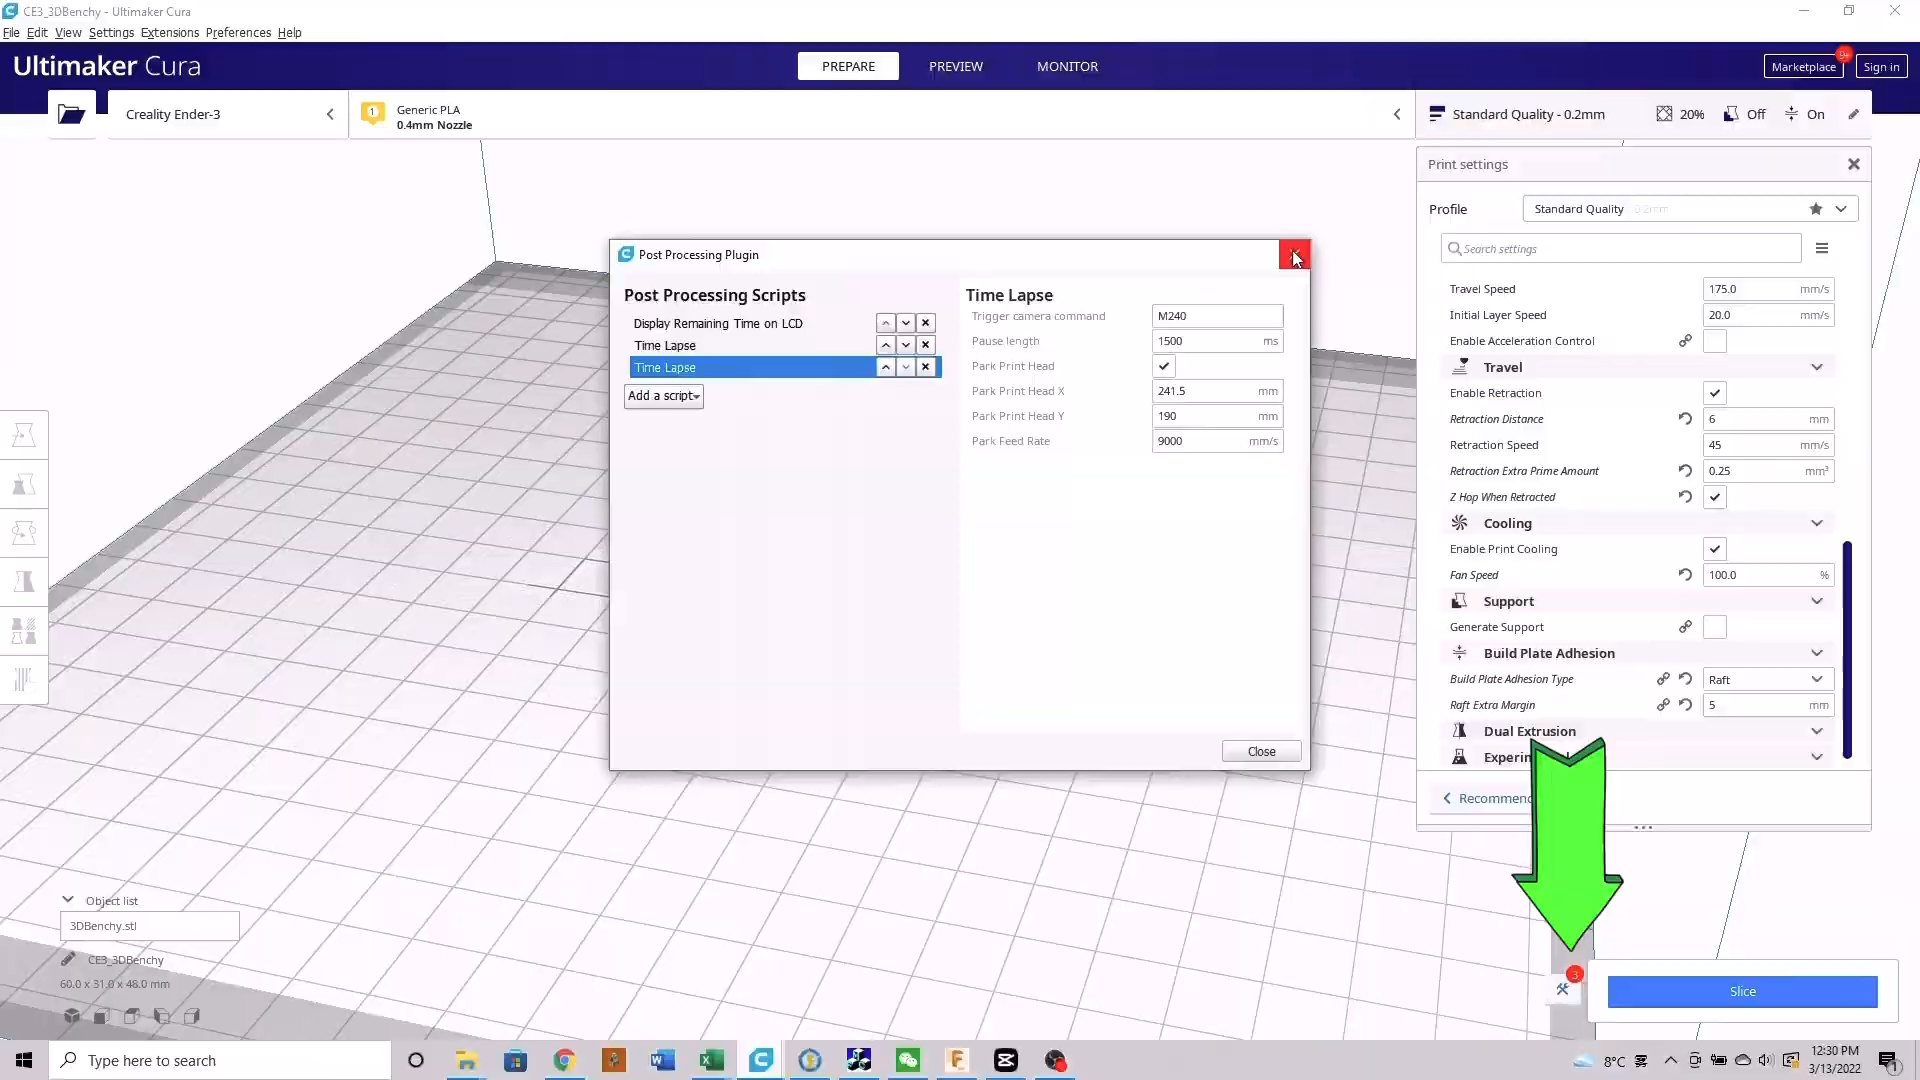 CE3_3DBenchy - Ultimaker Cura
File Edit View Settings Extensions Preferences Help
Ultimaker Cura
PREPARE
PREVIEW
MONITOR
Marketplace
9+
Sign in
Creality Ender-3
1
Generic PLA
0.4mm Nozzle
Standard Quality - 0.2mm
20%
Off
On
Print settings
Profile
Standard Quality 0.2mm
Search settings
Travel Speed 175.0 mm/s
Initial Layer Speed 20.0 mm/s
Enable Acceleration Control
Travel
Enable Retraction
Retraction Distance 6 mm
Retraction Speed 45 mm/s
Retraction Extra Prime Amount 0.25 mm³
Z Hop When Retracted
Cooling
Enable Print Cooling
Fan Speed 100.0 %
Support
Generate Support
Build Plate Adhesion
Build Plate Adhesion Type Raft
Raft Extra Margin 5 mm
Dual Extrusion
Post Processing Plugin
Post Processing Scripts
Display Remaining Time on LCD
Time Lapse
Time Lapse
Add a script
Time Lapse
Trigger camera command M240
Pause length 1500 ms
Park Print Head
Park Print Head X 241.5 mm
Park Print Head Y 190 mm
Park Feed Rate 9000 mm/s
Close
Object list
3DBenchy.stl
CE3_3DBenchy
60.0 x 31.0 x 48.0 mm
3
Slice
Type here to search
8°C
12:30 PM
3/13/2022
1